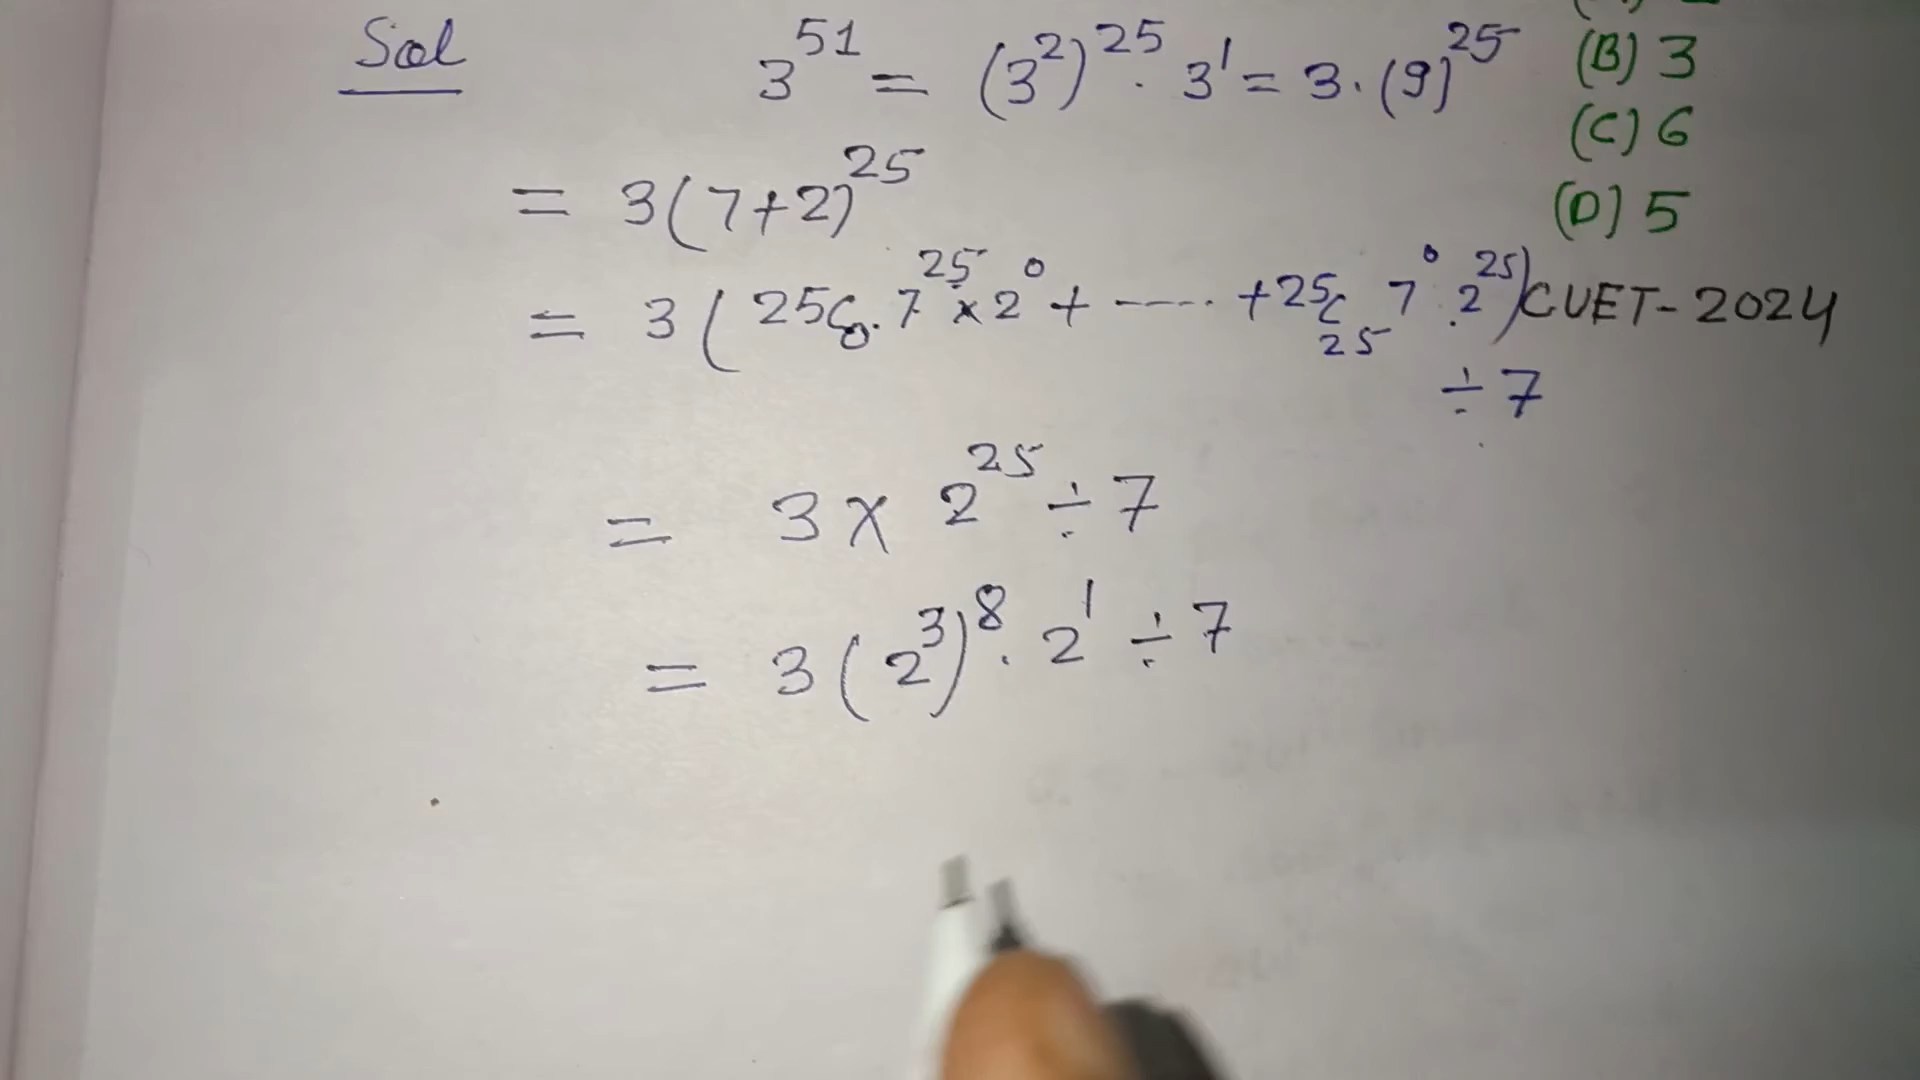 Sol 3^51 = (3^2)^25 . 3^1 = 3.(9)^25
(B) 3
(C) 6
= 3(7+2)^25
(D) 5
= 3(25C0.7^25×2^0 + ---- +25C25 7^0.2^25) CUET-2024
÷7
= 3×2^25÷7
= 3(2^3)^8.2^1÷7